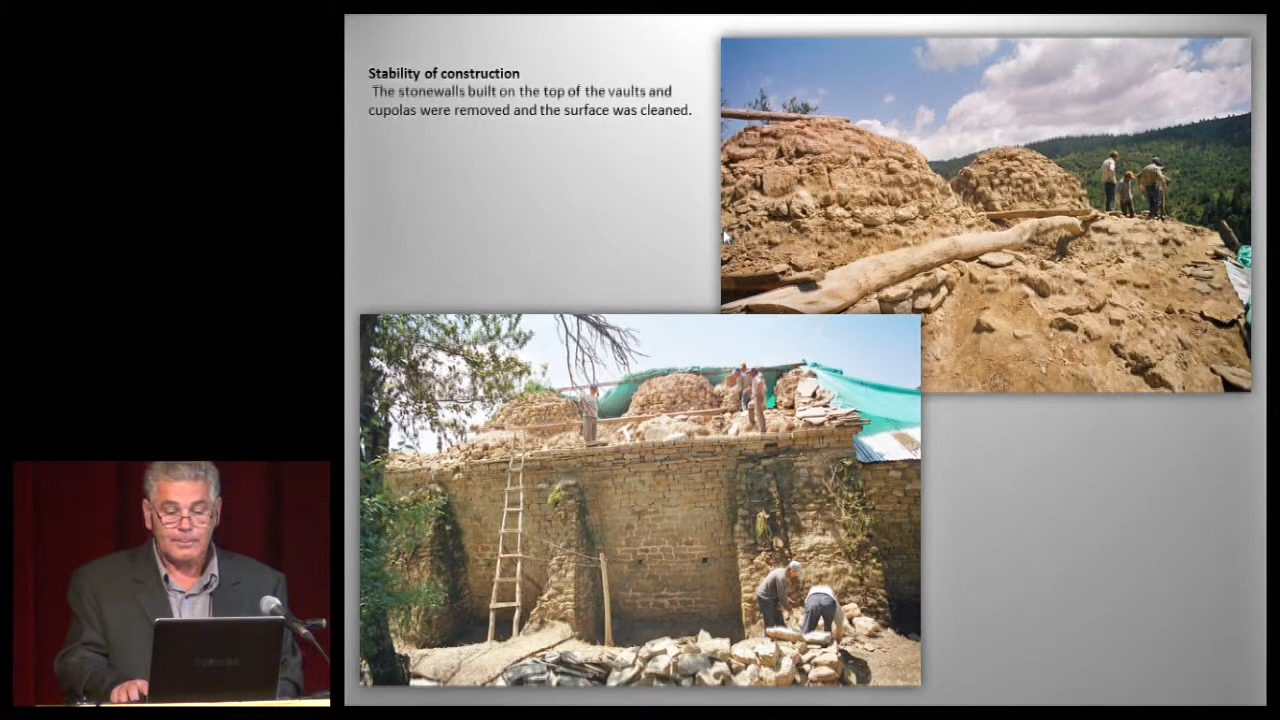 Stability of construction
The stonewalls built on the top of the vaults and
cupolas were removed and the surface was cleaned.